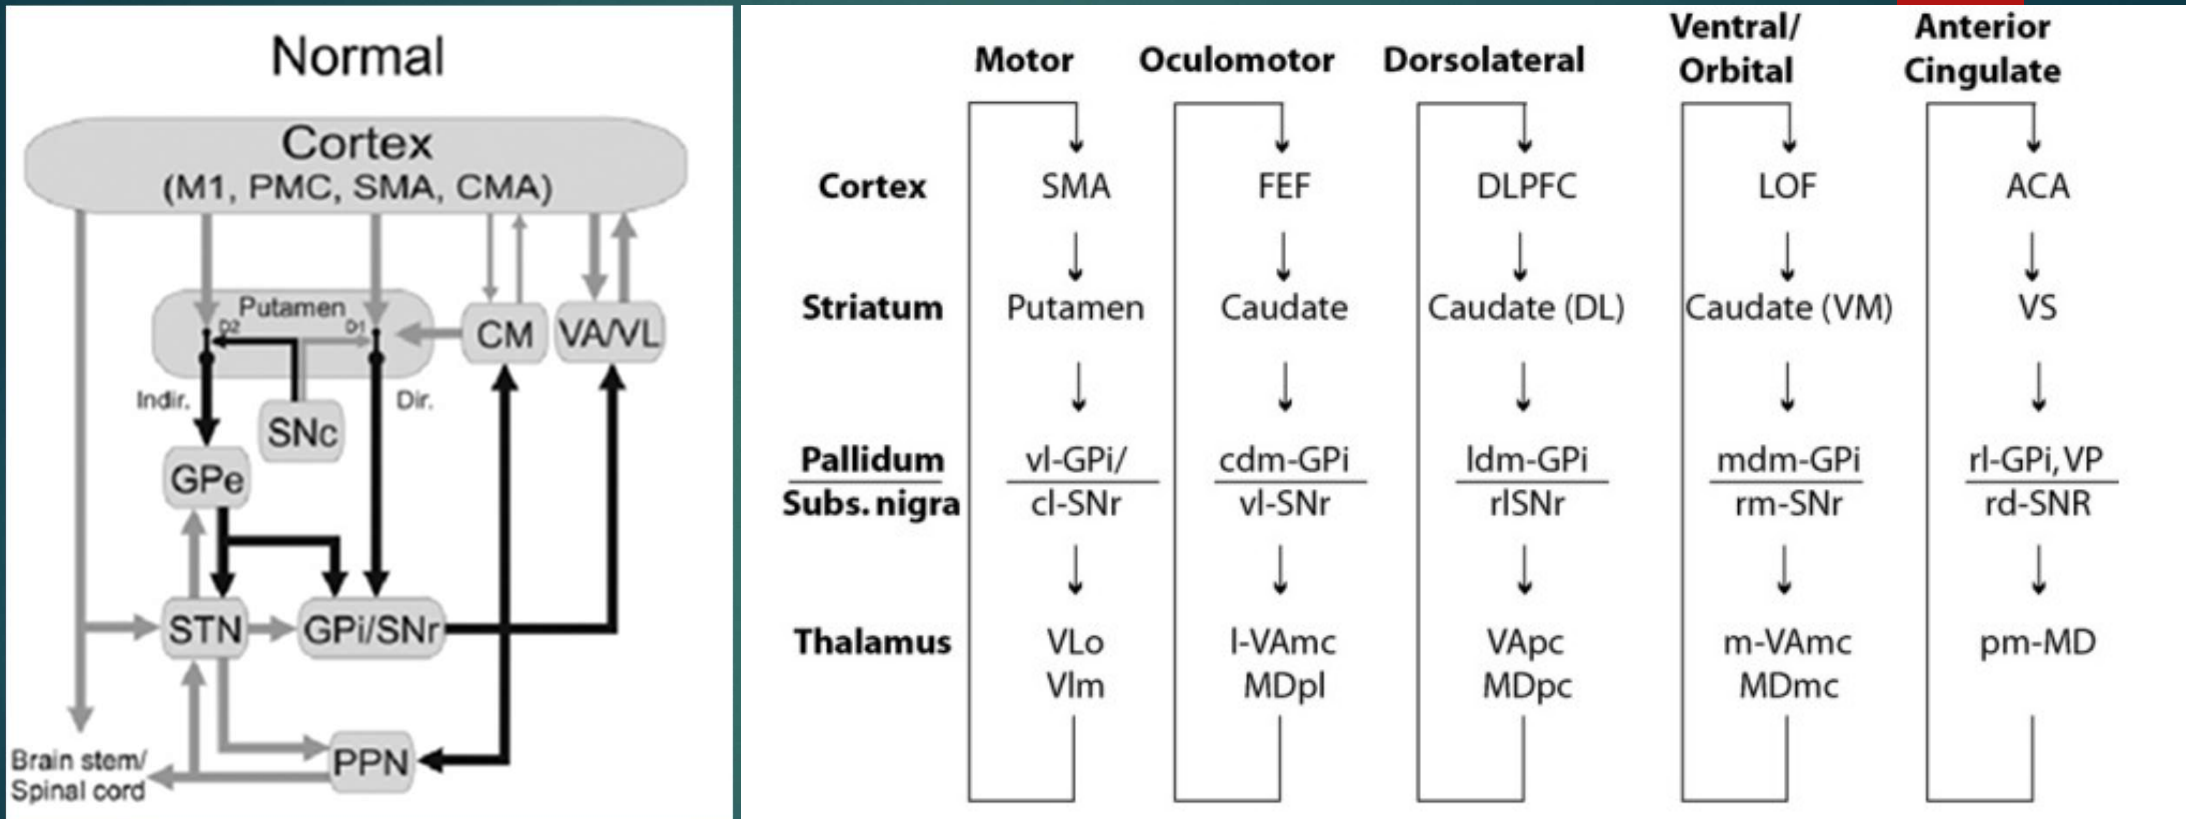 Normal
Cortex
(M1, PMC, SMA, CMA)
Putamen
D2
D1
CM
VA/VL
Indir.
Dir.
SNc
GPe
STN
GPi/SNr
PPN
Brain stem/
Spinal cord
Motor
Oculomotor
Dorsolateral
Ventral/
Orbital
Anterior
Cingulate
Cortex
SMA
FEF
DLPFC
LOF
ACA
Striatum
Putamen
Caudate
Caudate (DL)
Caudate (VM)
VS
Pallidum
Subs. nigra
vl-GPi/
cl-SNr
cdm-GPi
vl-SNr
ldm-GPi
rlSNr
mdm-GPi
rm-SNr
rl-GPi, VP
rd-SNR
Thalamus
VLo
Vlm
l-VAmc
MDpl
VApc
MDpc
m-VAmc
MDmc
pm-MD